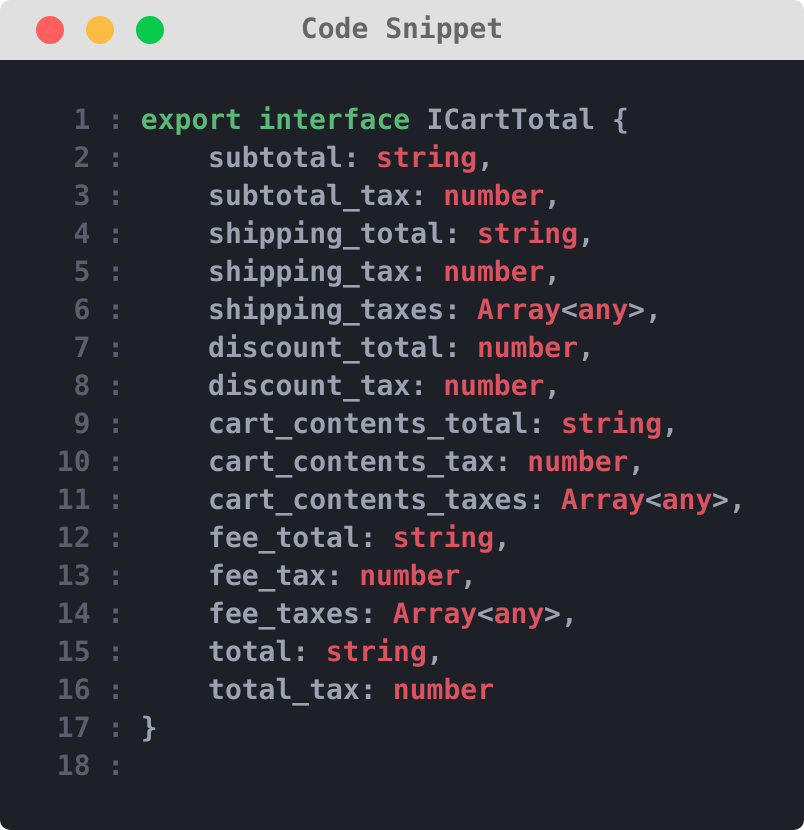 Code Snippet
1 : export interface ICartTotal {
2 :     subtotal: string,
3 :     subtotal_tax: number,
4 :     shipping_total: string,
5 :     shipping_tax: number,
6 :     shipping_taxes: Array<any>,
7 :     discount_total: number,
8 :     discount_tax: number,
9 :     cart_contents_total: string,
10 :     cart_contents_tax: number,
11 :     cart_contents_taxes: Array<any>,
12 :     fee_total: string,
13 :     fee_tax: number,
14 :     fee_taxes: Array<any>,
15 :     total: string,
16 :     total_tax: number
17 : }
18 :